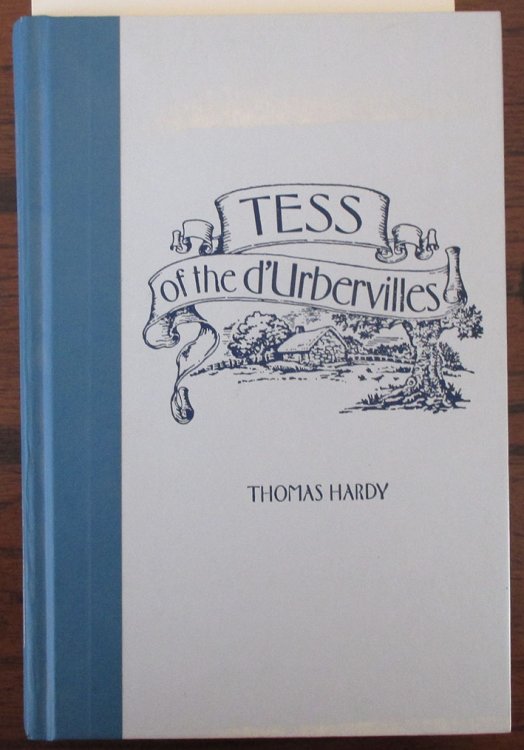 TESS
of the d'Urbervilles
THOMAS HARDY